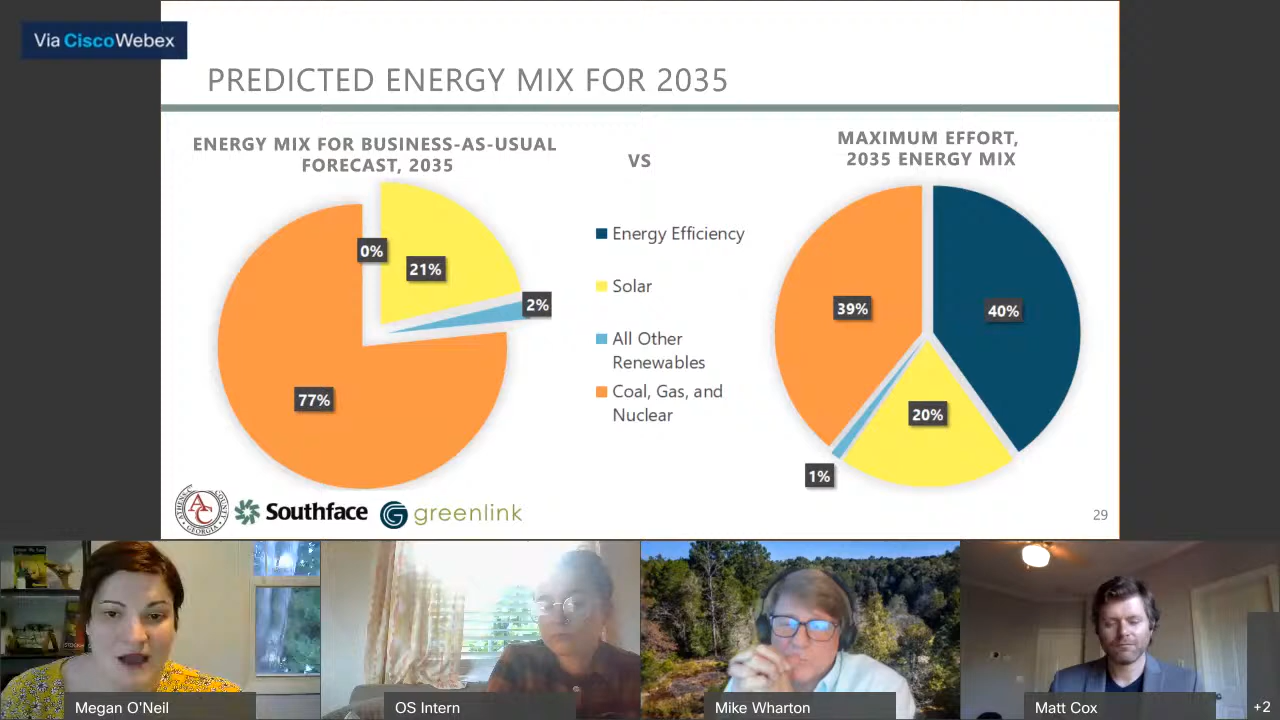 Via CiscoWebex
PREDICTED ENERGY MIX FOR 2035
ENERGY MIX FOR BUSINESS-AS-USUAL
FORECAST, 2035
VS
MAXIMUM EFFORT,
2035 ENERGY MIX
0%
21%
2%
77%
Energy Efficiency
Solar
All Other
Renewables
Coal, Gas, and
Nuclear
39%
40%
20%
1%
Southface
greenlink
29
Megan O'Neil
OS Intern
Mike Wharton
Matt Cox
+2